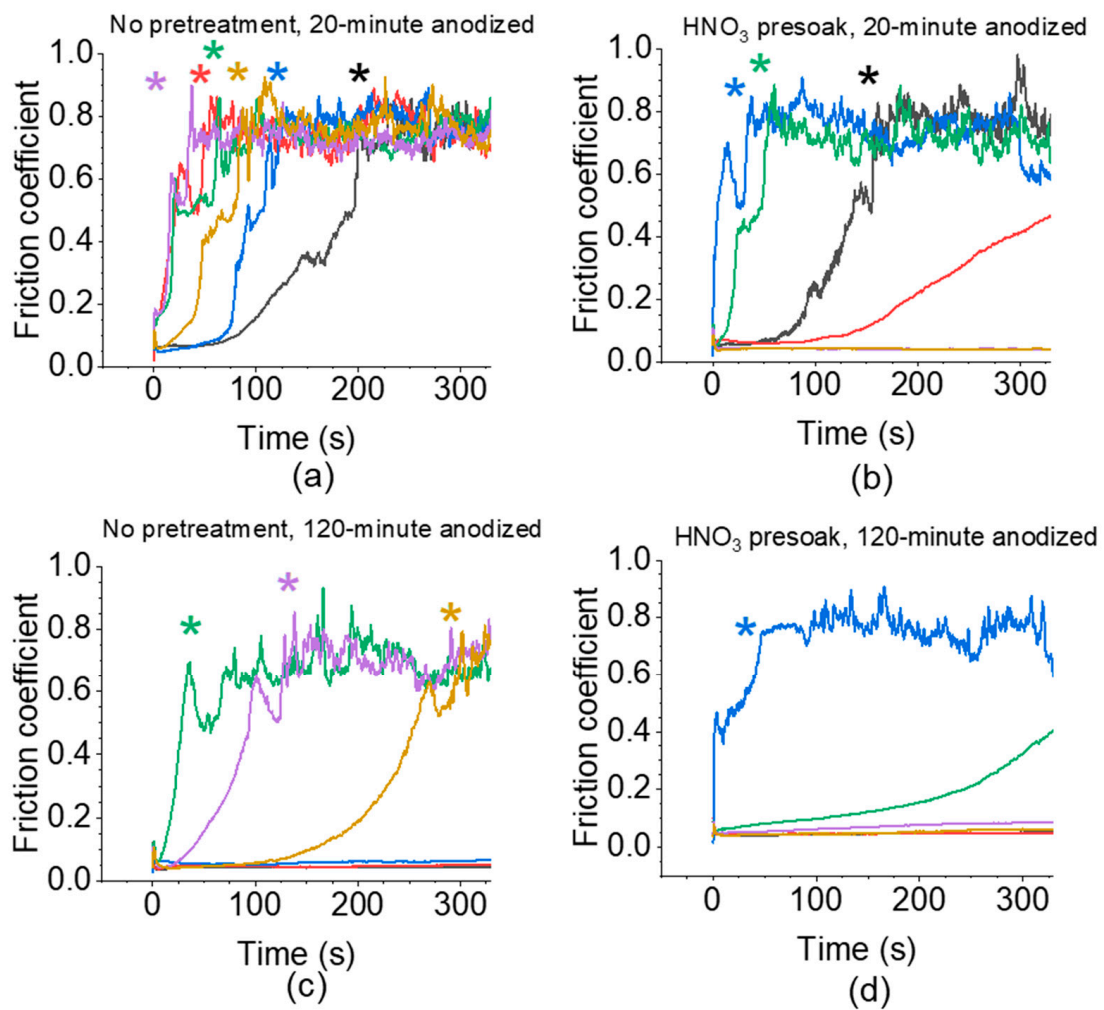 No pretreatment, 20-minute anodized
1.0
0.8
0.6
0.4
0.2
0.0
Friction coefficient
0 100 200 300
Time (s)
(a)
HNO₃ presoak, 20-minute anodized
1.0
0.8
0.6
0.4
0.2
0.0
Friction coefficient
0 100 200 300
Time (s)
(b)
No pretreatment, 120-minute anodized
1.0
0.8
0.6
0.4
0.2
0.0
Friction coefficient
0 100 200 300
Time (s)
(c)
HNO₃ presoak, 120-minute anodized
1.0
0.8
0.6
0.4
0.2
0.0
Friction coefficient
0 100 200 300
Time (s)
(d)